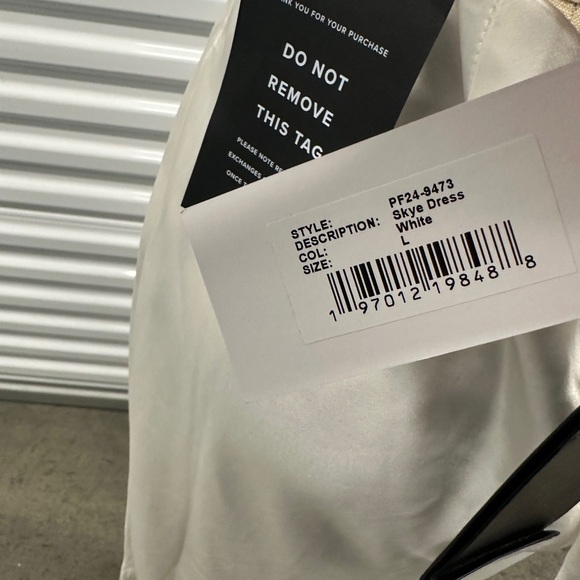 YOU FOR YOUR PURCHASE
DO NOT
REMOVE
THIS TAG
PLEASE NOTE
EXCHANGES
ONCE
STYLE: PF24-9473
DESCRIPTION: Skye Dress
COL: White
SIZE: L
1 97012 19848 8